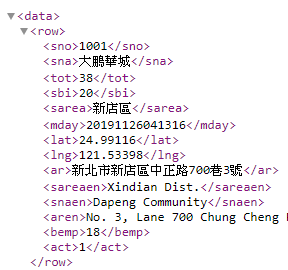 ▼<data>
▼<row>
<sno>1001</sno>
<sna>大鵬華城</sna>
<tot>38</tot>
<sbi>20</sbi>
<sarea>新店區</sarea>
<mday>20191126041316</mday>
<lat>24.99116</lat>
<lng>121.53398</lng>
<ar>新北市新店區中正路700巷3號</ar>
<sareaen>Xindian Dist.</sareaen>
<snaen>Dapeng Community</snaen>
<aren>No. 3, Lane 700 Chung Cheng
<bemp>18</bemp>
<act>1</act>
</row>